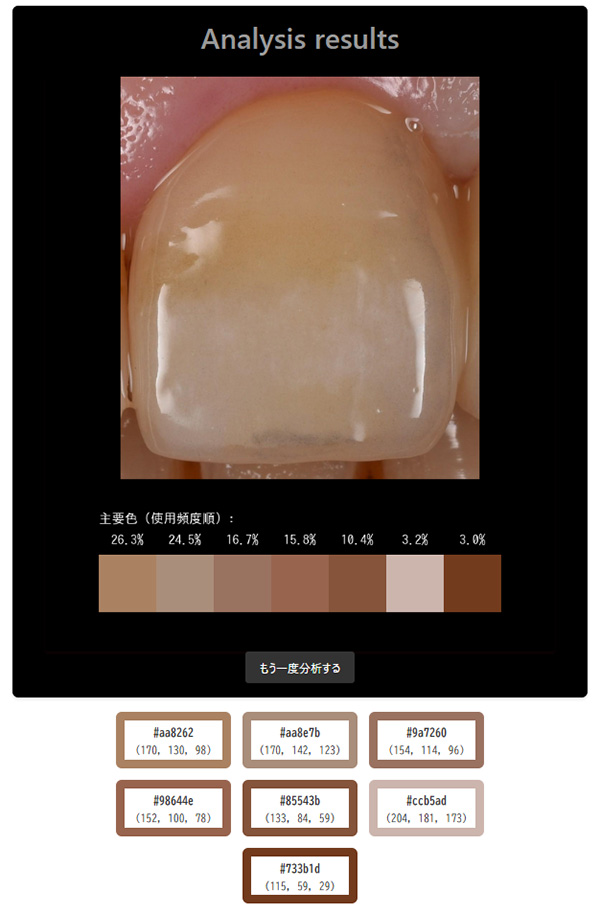 Analysis results
主要色（使用頻度順）:
26.3% 24.5% 16.7% 15.8% 10.4% 3.2% 3.0%
もう一度分析する
#aa8262 #aa8e7b #9a7260
(170, 130, 98) (170, 142, 123) (154, 114, 96)
#98644e #85543b #ccb5ad
(152, 100, 78) (133, 84, 59) (204, 181, 173)
#733b1d
(115, 59, 29)